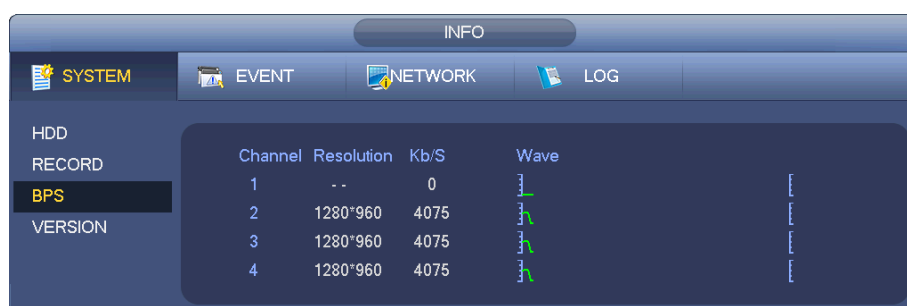 INFO
SYSTEM EVENT NETWORK LOG
HDD
RECORD
BPS
VERSION
Channel Resolution Kb/S Wave
1 - - 0
2 1280*960 4075
3 1280*960 4075
4 1280*960 4075